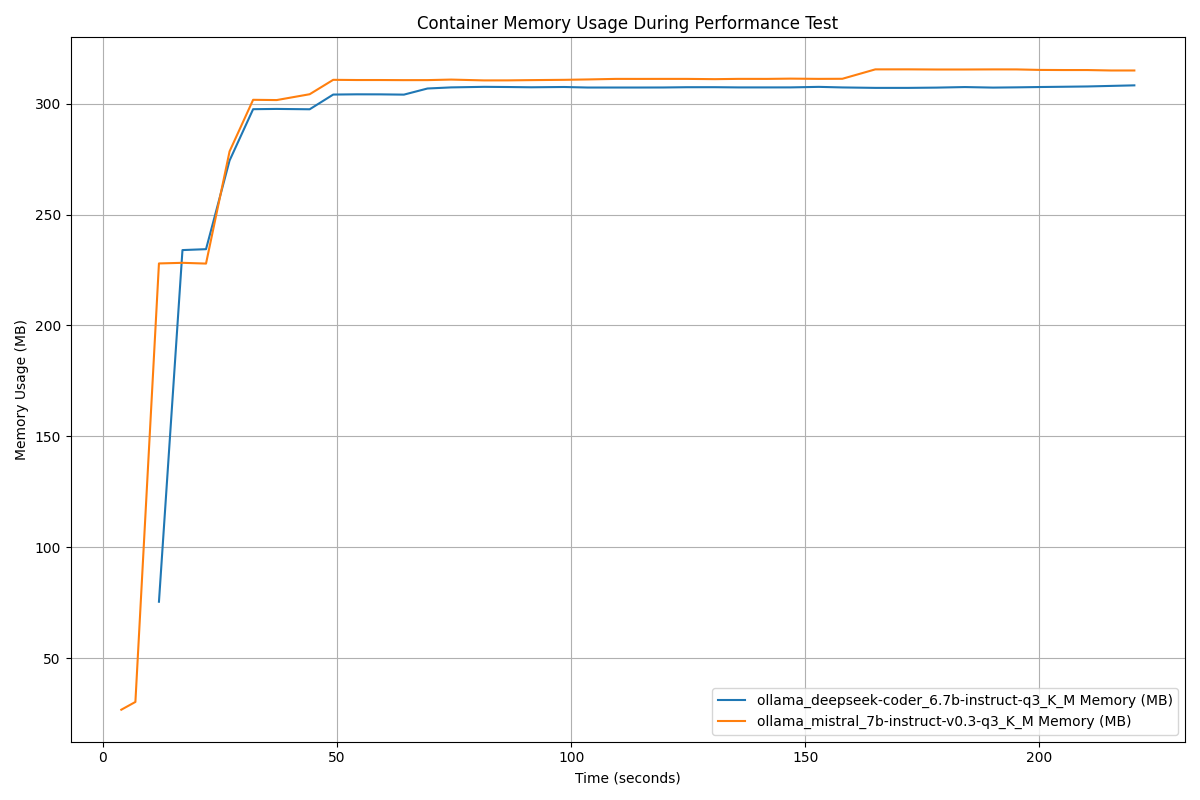 Container Memory Usage During Performance Test
Memory Usage (MB)
300
250
200
150
100
50
0 50 100 150 200
Time (seconds)
ollama_deepseek-coder_6.7b-instruct-q3_K_M Memory (MB)
ollama_mistral_7b-instruct-v0.3-q3_K_M Memory (MB)